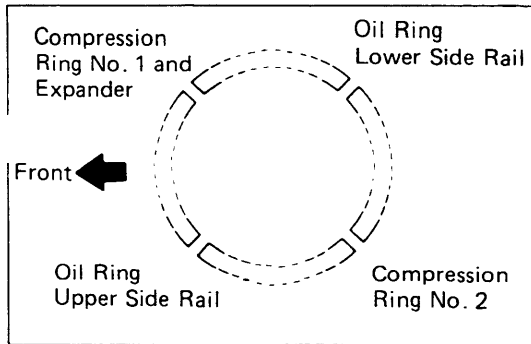 Compression
Ring No. 1 and
Expander
Oil Ring
Lower Side Rail
Front
Oil Ring
Upper Side Rail
Compression
Ring No. 2